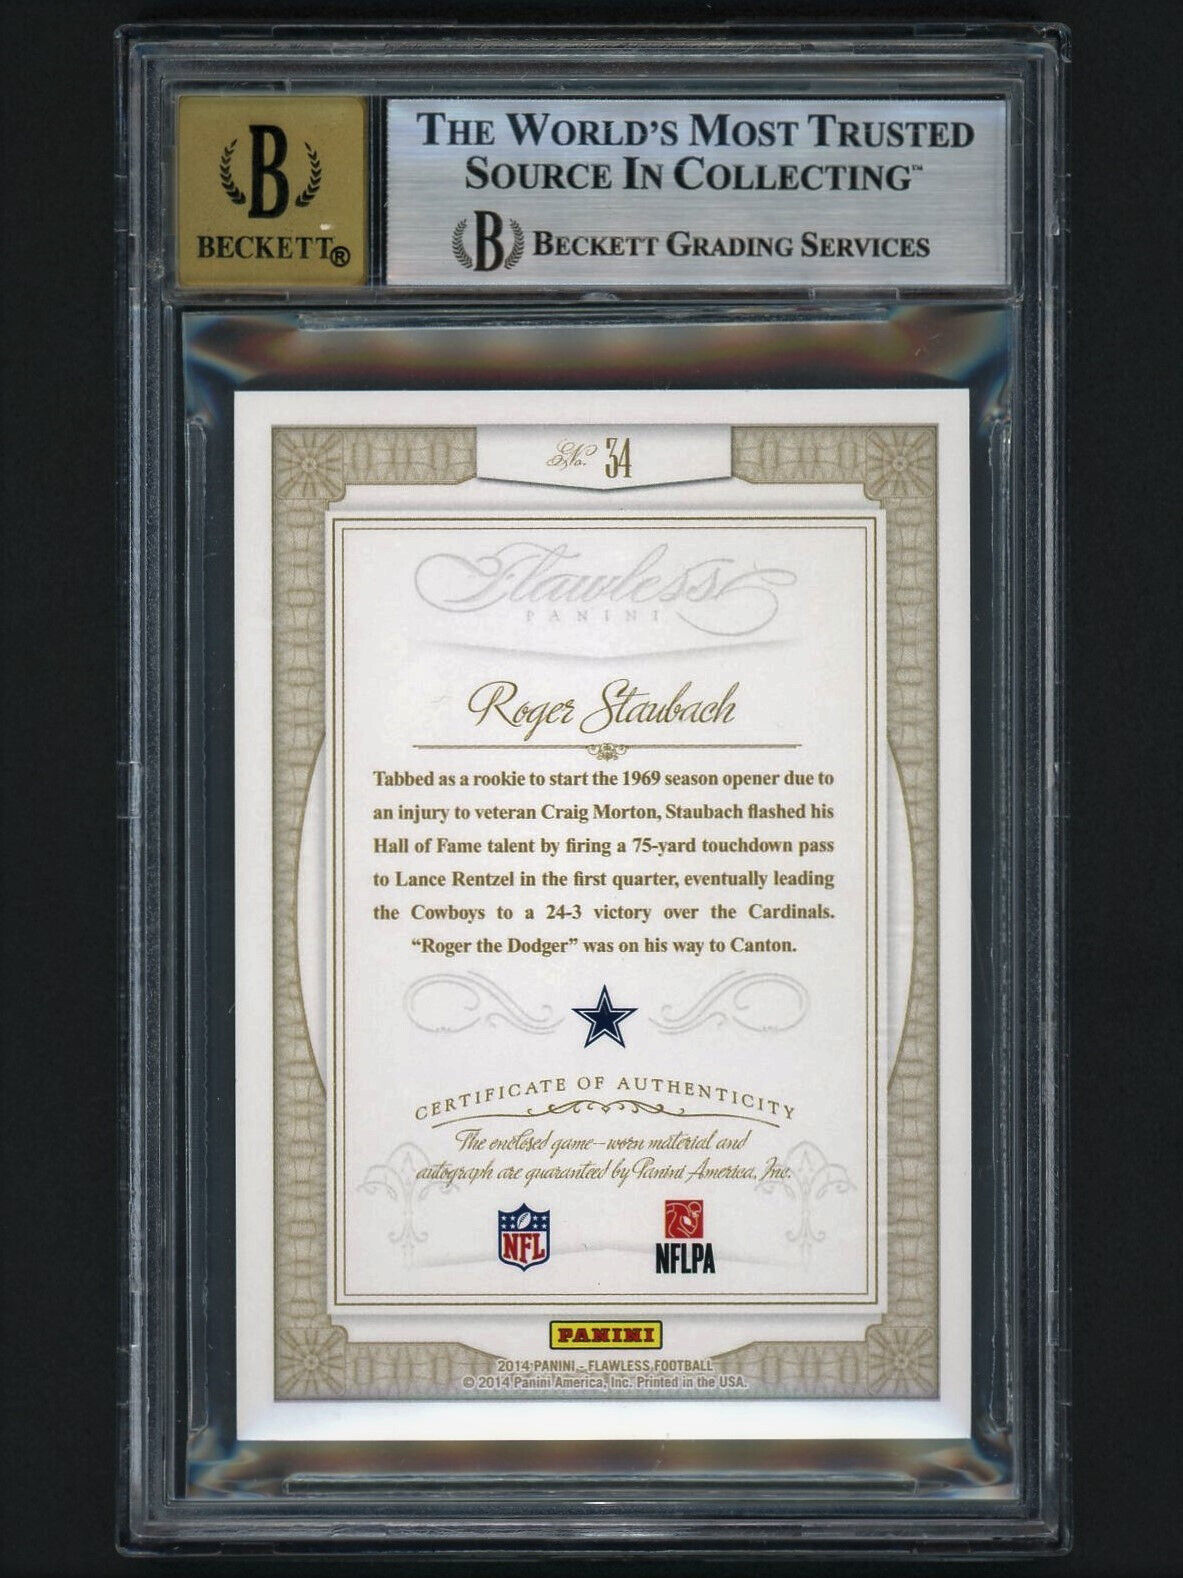 B
BECKETT®
THE WORLD'S MOST TRUSTED
SOURCE IN COLLECTING™
B BECKETT GRADING SERVICES
No. 34
Flawless
PANINI
Roger Staubach
Tabbed as a rookie to start the 1969 season opener due to
an injury to veteran Craig Morton, Staubach flashed his
Hall of Fame talent by firing a 75-yard touchdown pass
to Lance Rentzel in the first quarter, eventually leading
the Cowboys to a 24-3 victory over the Cardinals.
“Roger the Dodger” was on his way to Canton.
CERTIFICATE OF AUTHENTICITY
The enclosed game-worn material and
autograph are guaranteed by Panini America, Inc.
NFL
NFLPA
PANINI
2014 PANINI - FLAWLESS FOOTBALL
© 2014 Panini America, Inc. Printed in the USA.